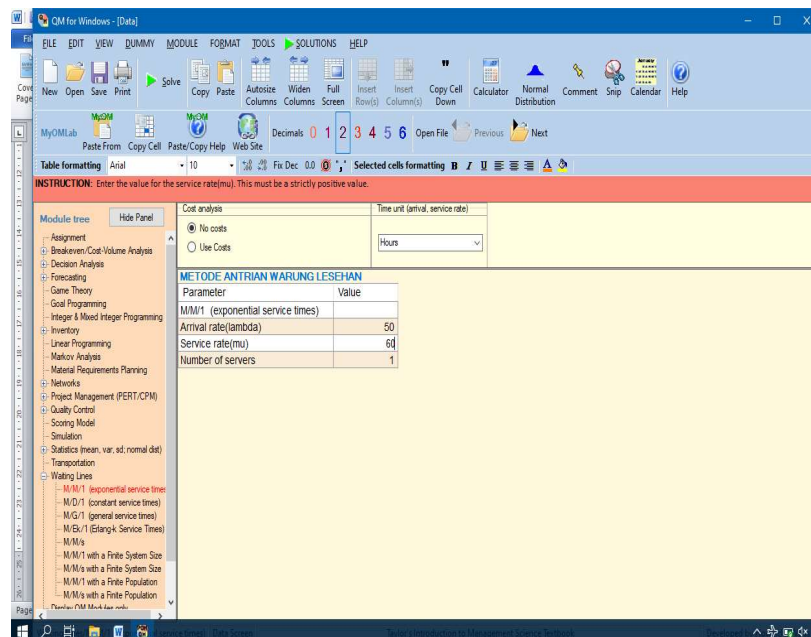 QM for Windows - [Data]
FILE EDIT VIEW DUMMY MODULE FORMAT TOOLS SOLUTIONS HELP
New Open Save Print Solve Copy Paste Autosize Columns Widen Columns Full Screen Insert Row(s) Insert Column(s) Copy Cell Down Calculator Normal Distribution Comment Snip Calendar Help
MyOMLab Paste From Copy Cell Paste/Copy Help Web Site Decimals 0 1 2 3 4 5 6 Open File Previous Next
Table formatting Arial 10 Fix Dec 0.0 Selected cells formatting B I U A
INSTRUCTION: Enter the value for the service rate(mu). This must be a strictly positive value.
Module tree Hide Panel
Assignment
Breakeven/Cost-Volume Analysis
Decision Analysis
Forecasting
Game Theory
Goal Programming
Integer & Mixed Integer Programming
Inventory
Linear Programming
Markov Analysis
Material Requirements Planning
Networks
Project Management (PERT/CPM)
Quality Control
Scoring Model
Simulation
Statistics (mean, var, sd; normal dist)
Transportation
Waiting Lines
M/M/1 (exponential service times
M/D/1 (constant service times)
M/G/1 (general service times)
M/Ek/1 (Erlang-k Service Times)
M/M/s
M/M/1 with a Finite System Size
M/M/s with a Finite System Size
M/M/1 with a Finite Population
M/M/s with a Finite Population
Display OM Modules only
Cost analysis
No costs
Use Costs
Time unit (arrival, service rate)
Hours
METODE ANTRIAN WARUNG LESEHAN
Parameter Value
M/M/1 (exponential service times)
Arrival rate(lambda) 50
Service rate(mu) 60
Number of servers 1
Page